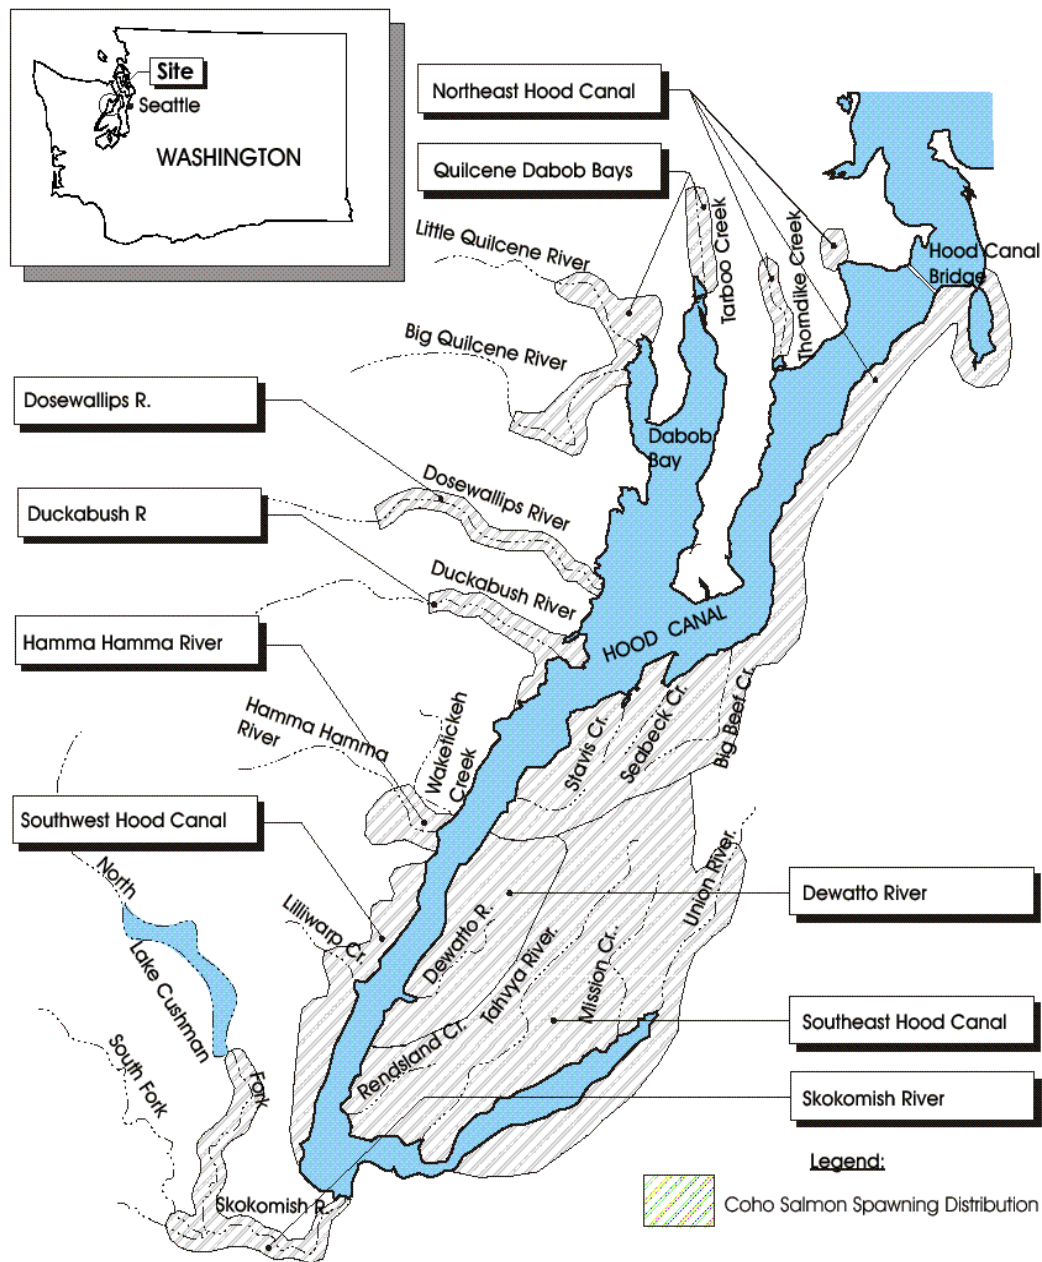 Site
Seattle
WASHINGTON
Northeast Hood Canal
Quilcene Dabob Bays
Little Quilcene River
Tarboo Creek
Thorndike Creek
Hood Canal
Bridge
Big Quilcene River
Dosewallips R.
Dabob
Bay
Dosewallips River
Duckabush R
Duckabush River
HOOD CANAL
Hamma Hamma River
Hamma Hamma
River
Waketicken
Creek
Stavis Cr.
Seabeck Cr.
Big Beef Cr.
Southwest Hood Canal
North
Lake Cushman
Lilliwarp Cr.
Dewatto R.
Tahvya River.
Mission Cr.
Union River.
Dewatto River
Southeast Hood Canal
South Fork
Fork
Rendsland Cr.
Skokomish River
Skokomish R.
Legend:
Coho Salmon Spawning Distribution